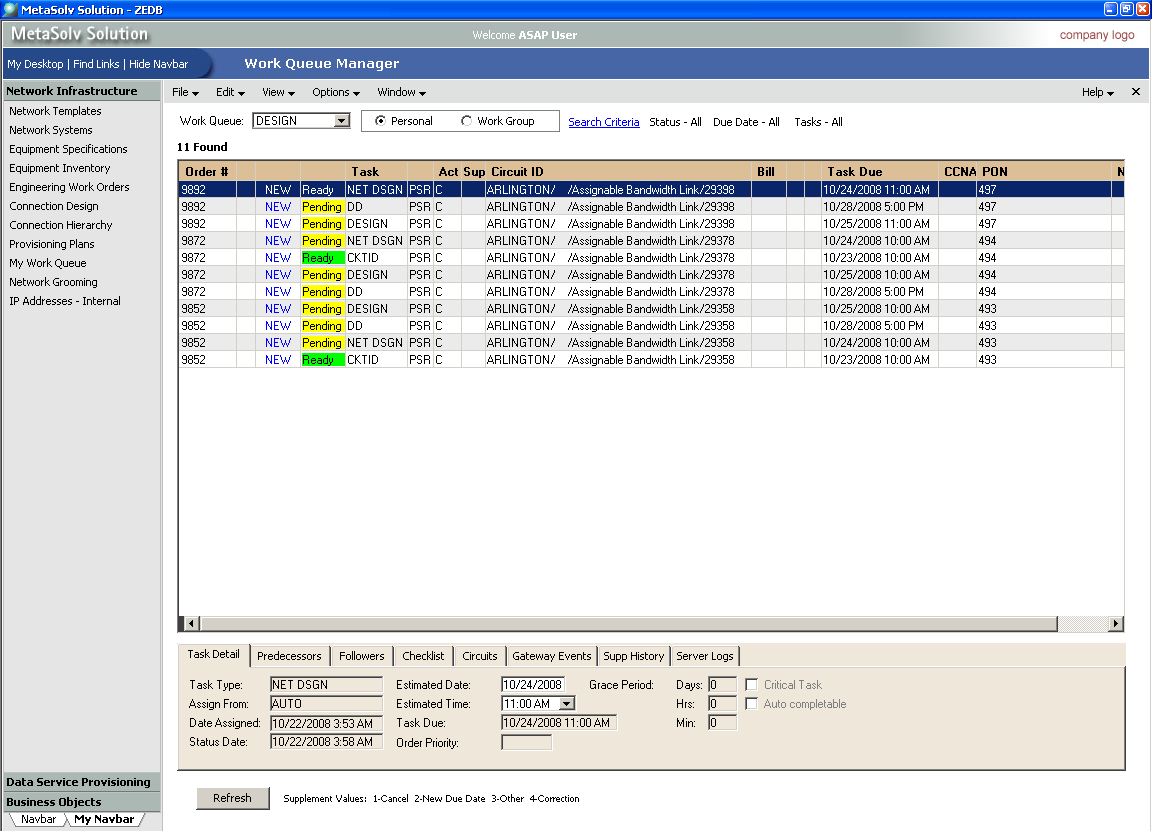 MetaSolv Solution - ZEDB
MetaSolv Solution Welcome ASAP User company logo
My Desktop | Find Links | Hide Navbar Work Queue Manager
Network Infrastructure
Network Templates
Network Systems
Equipment Specifications
Equipment Inventory
Engineering Work Orders
Connection Design
Connection Hierarchy
Provisioning Plans
My Work Queue
Network Grooming
IP Addresses - Internal
Data Service Provisioning
Business Objects
Navbar My Navbar
File Edit View Options Window Help
Work Queue: DESIGN Personal Work Group Search Criteria Status - All Due Date - All Tasks - All
11 Found
Order # Task Act Sup Circuit ID Bill Task Due CCNA PON N
9892 NEW Ready NET DSGN PSR C ARLINGTON/ /Assignable Bandwidth Link/29398 10/24/2008 11:00 AM 497
9892 NEW Pending DD PSR C ARLINGTON/ /Assignable Bandwidth Link/29398 10/28/2008 5:00 PM 497
9892 NEW Pending DESIGN PSR C ARLINGTON/ /Assignable Bandwidth Link/29398 10/25/2008 11:00 AM 497
9872 NEW Pending NET DSGN PSR C ARLINGTON/ /Assignable Bandwidth Link/29378 10/24/2008 10:00 AM 494
9872 NEW Ready CKTID PSR C ARLINGTON/ /Assignable Bandwidth Link/29378 10/23/2008 10:00 AM 494
9872 NEW Pending DESIGN PSR C ARLINGTON/ /Assignable Bandwidth Link/29378 10/25/2008 10:00 AM 494
9872 NEW Pending DD PSR C ARLINGTON/ /Assignable Bandwidth Link/29378 10/28/2008 5:00 PM 494
9852 NEW Pending DESIGN PSR C ARLINGTON/ /Assignable Bandwidth Link/29358 10/25/2008 10:00 AM 493
9852 NEW Pending DD PSR C ARLINGTON/ /Assignable Bandwidth Link/29358 10/28/2008 5:00 PM 493
9852 NEW Pending NET DSGN PSR C ARLINGTON/ /Assignable Bandwidth Link/29358 10/24/2008 10:00 AM 493
9852 NEW Ready CKTID PSR C ARLINGTON/ /Assignable Bandwidth Link/29358 10/23/2008 10:00 AM 493
Task Detail Predecessors Followers Checklist Circuits Gateway Events Supp History Server Logs
Task Type: NET DSGN Estimated Date: 10/24/2008 Grace Period: Days: 0 Critical Task
Assign From: AUTO Estimated Time: 11:00 AM Hrs: 0 Auto completable
Date Assigned: 10/22/2008 3:53 AM Task Due: 10/24/2008 11:00 AM Min: 0
Status Date: 10/22/2008 3:58 AM Order Priority:
Refresh Supplement Values: 1-Cancel 2-New Due Date 3-Other 4-Correction